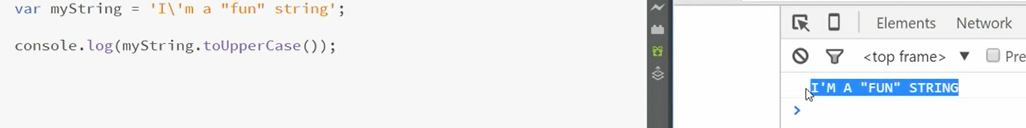 var myString = 'I\'m a "fun" string';
console.log(myString.toUpperCase());
Elements Network
<top frame> ▼ Pre
I'M A "FUN" STRING
>